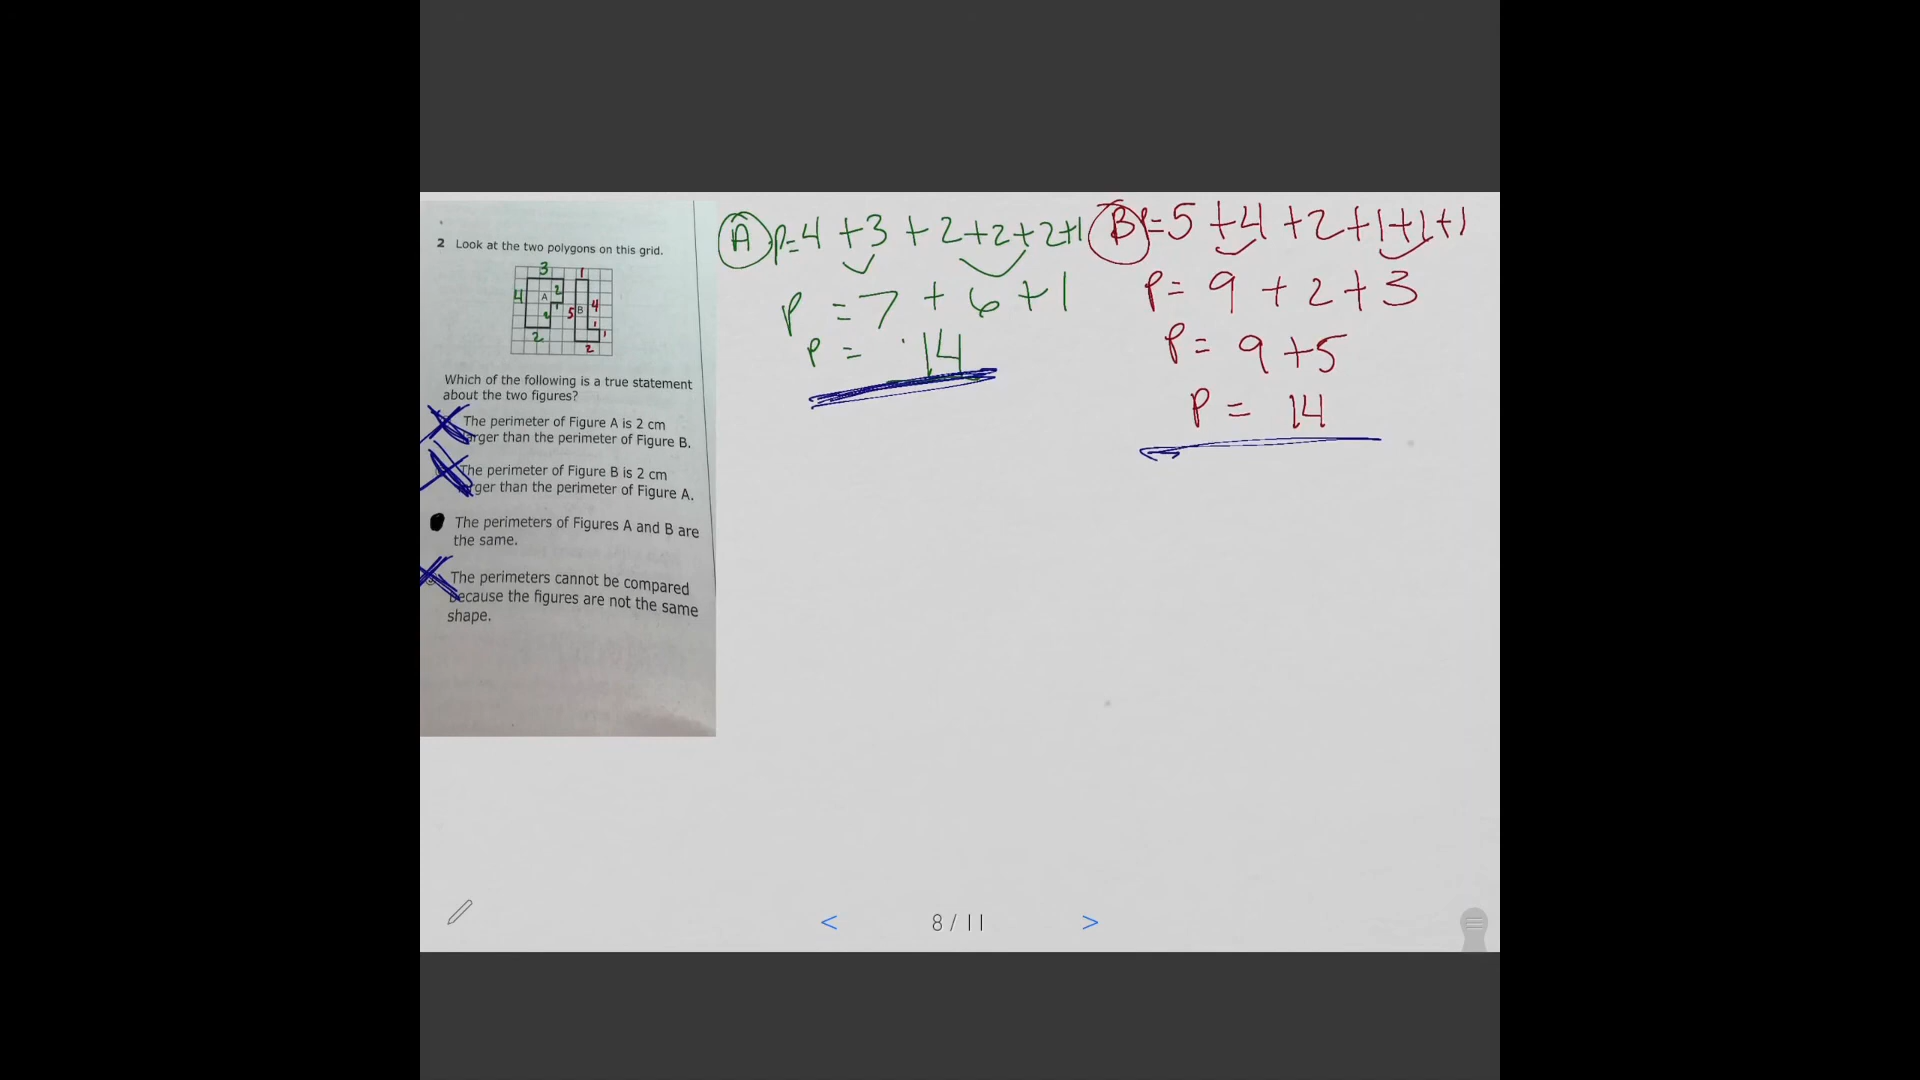 2 Look at the two polygons on this grid.
3 1
4 A 2
1 5 B 4
2 1 1
2 2
Which of the following is a true statement
about the two figures?
The perimeter of Figure A is 2 cm
larger than the perimeter of Figure B.
The perimeter of Figure B is 2 cm
larger than the perimeter of Figure A.
The perimeters of Figures A and B are
the same.
The perimeters cannot be compared
because the figures are not the same
shape.
A P=4+3+2+2+2+1
P=7+6+1
P=14
B P=5+4+2+1+1+1
P=9+2+3
P=9+5
P=14
< 8/11 >